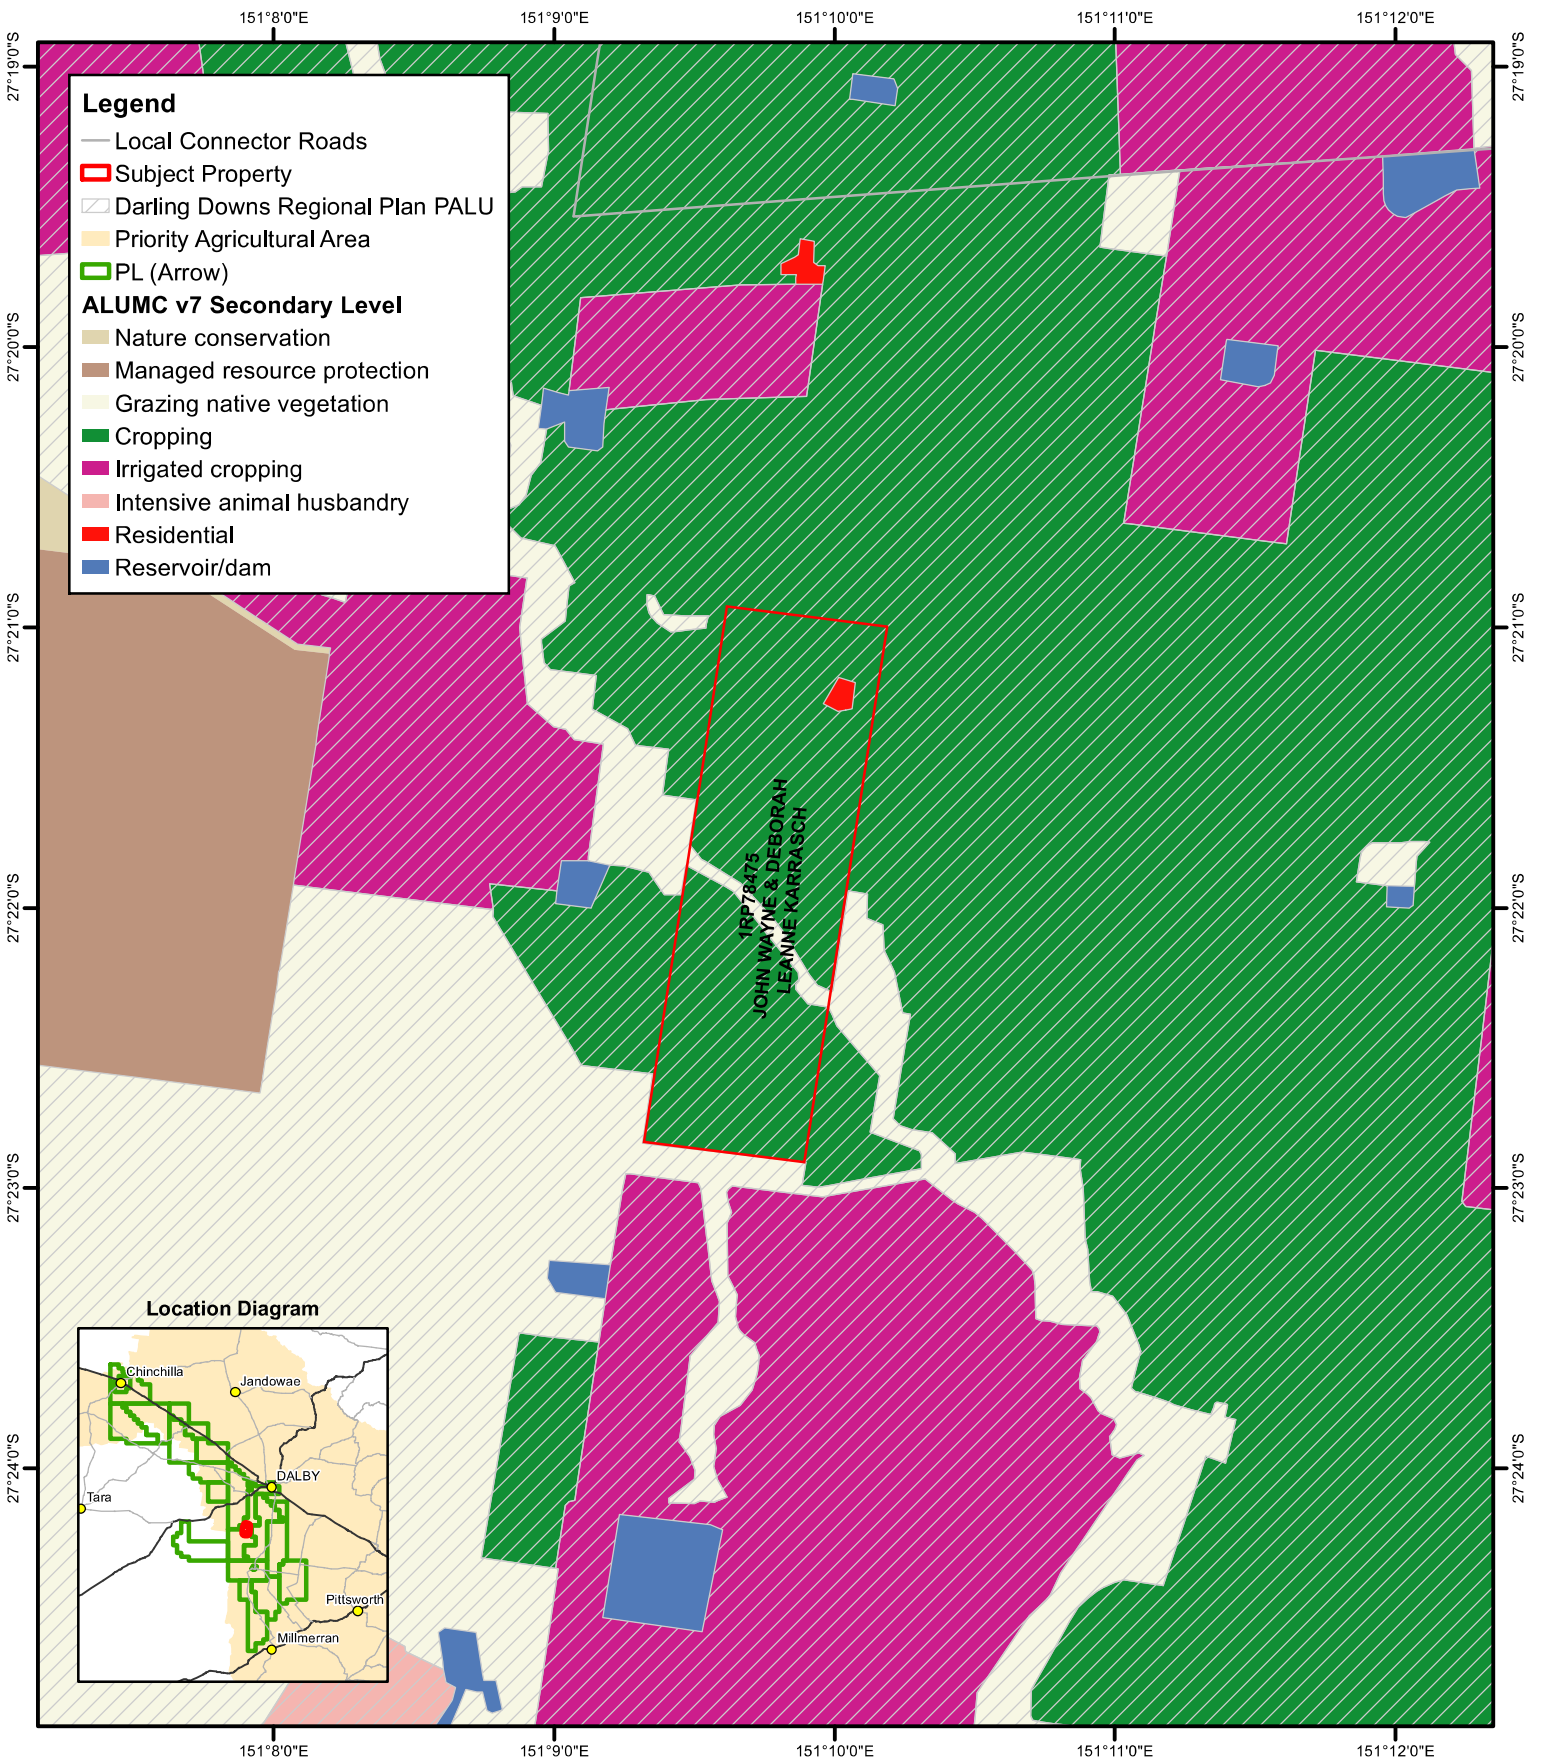 151°8'0"E
151°9'0"E
151°10'0"E
151°11'0"E
151°12'0"E
27°19'0"S
27°20'0"S
27°21'0"S
27°22'0"S
27°23'0"S
27°24'0"S
27°19'0"S
27°20'0"S
27°21'0"S
27°22'0"S
27°23'0"S
27°24'0"S
Legend
Local Connector Roads
Subject Property
Darling Downs Regional Plan PALU
Priority Agricultural Area
PL (Arrow)
ALUMC v7 Secondary Level
Nature conservation
Managed resource protection
Grazing native vegetation
Cropping
Irrigated cropping
Intensive animal husbandry
Residential
Reservoir/dam
1RP78475
JOHN WAYNE & DEBORAH
LEANNE KARRASCH
Location Diagram
Chinchilla
Jandowae
DALBY
Tara
Pittsworth
Millmerran
151°8'0"E
151°9'0"E
151°10'0"E
151°11'0"E
151°12'0"E